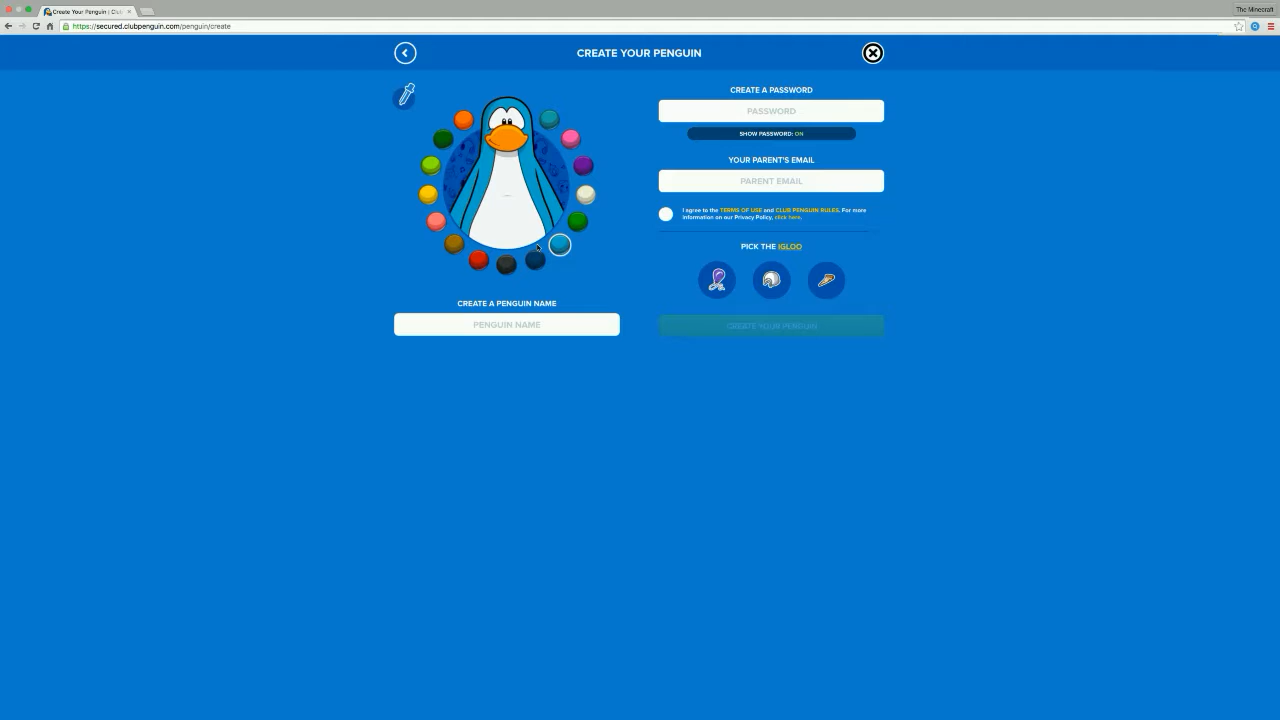 Create Your Penguin | Club
The Minecraft
https://secured.clubpenguin.com/penguin/create
CREATE YOUR PENGUIN
CREATE A PASSWORD
PASSWORD
SHOW PASSWORD: ON
YOUR PARENT'S EMAIL
PARENT EMAIL
I agree to the TERMS OF USE and CLUB PENGUIN RULES. For more
information on our Privacy Policy, click here.
PICK THE IGLOO
CREATE A PENGUIN NAME
PENGUIN NAME
CREATE YOUR PENGUIN